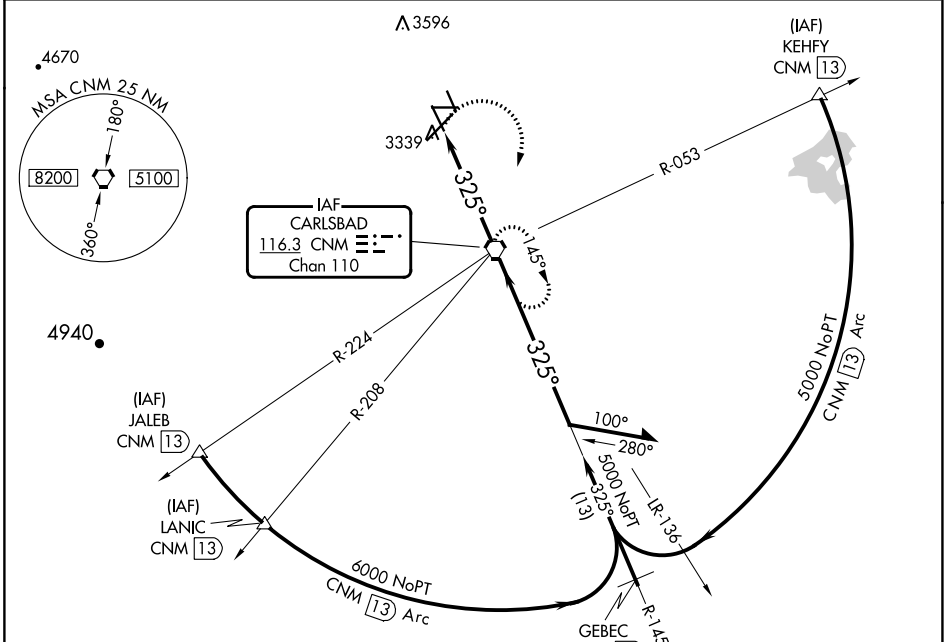 3596
4670
MSA CNM 25 NM
180°
8200
5100
360°
(IAF)
KEHFY
CNM 13
3339
325°
R-053
IAF
CARLSBAD
116.3 CNM
Chan 110
145°
4940
R-224
R-208
325°
5000 NoPT
CNM 13 Arc
(IAF)
JALEB
CNM 13
100°
280°
5000 NoPT
325°
(13)
LR-136
(IAF)
LANIC
CNM 13
6000 NoPT
CNM 13 Arc
GEBEC
R-145